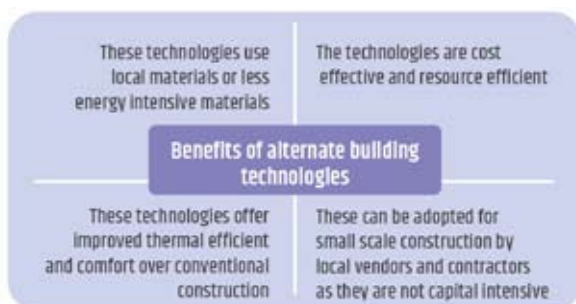 These technologies use
local materials or less
energy intensive materials
The technologies are cost
effective and resource efficient
Benefits of alternate building
technologies
These technologies offer
improved thermal efficient
and comfort over conventional
construction
These can be adopted for
small scale construction by
local vendors and contractors
as they are not capital intensive